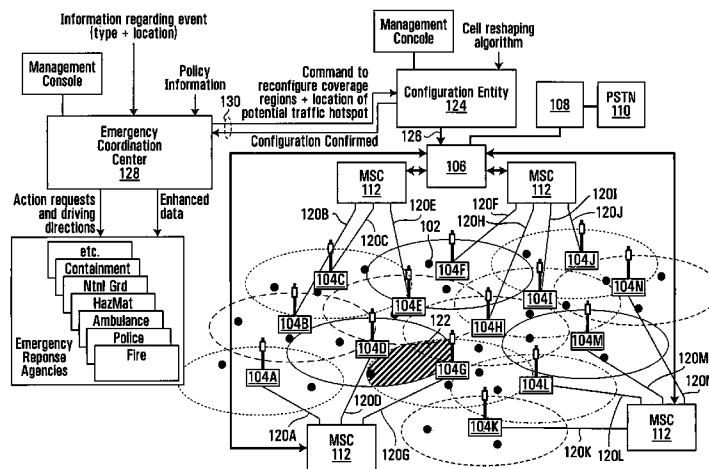 Information regarding event
(type + location)
Management
Console
Policy
Information
Emergency
Coordination
Center
128
130
Command to
reconfigure coverage
regions + location of
potential traffic hotspot
Configuration Confirmed
Management
Concole
Cell reshaping
algorithm
Configuration Entity
124
126
106
108
PSTN
110
Action requests
and driving
directions
Enhanced
data
etc.
Containment
Ntnl Grd
HazMat
Ambulance
Police
Fire
Emergency
Reponse
Agencies
MSC
112
MSC
112
120B
120C
120E
120F
120H
120I
120J
102
104C
104F
104J
104N
104B
104E
104I
104H
122
104D
104M
104A
104G
104L
104K
120A
120D
120G
MSC
112
120K
120L
120M
120N
MSC
112